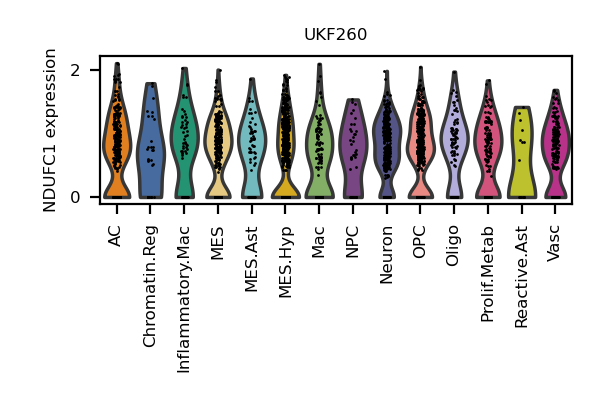 UKF260
NDUFC1 expression
2
0
AC
Chromatin.Reg
Inflammatory.Mac
MES
MES.Ast
MES.Hyp
Mac
NPC
Neuron
OPC
Oligo
Prolif.Metab
Reactive.Ast
Vasc